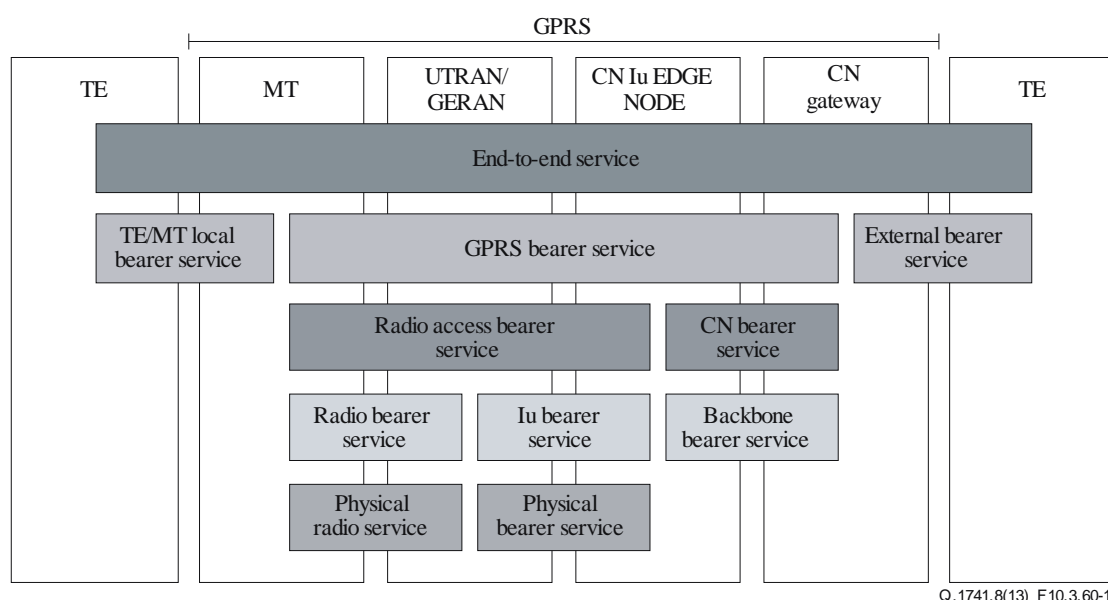 GPRS
TE
MT
UTRAN/
GERAN
CN Iu EDGE
NODE
CN
gateway
TE
End-to-end service
TE/MT local
bearer service
GPRS bearer service
External bearer
service
Radio access bearer
service
CN bearer
service
Radio bearer
service
Iu bearer
service
Backbone
bearer service
Physical
radio service
Physical
bearer service
Q.1741.8(13)_F10.3.60-1